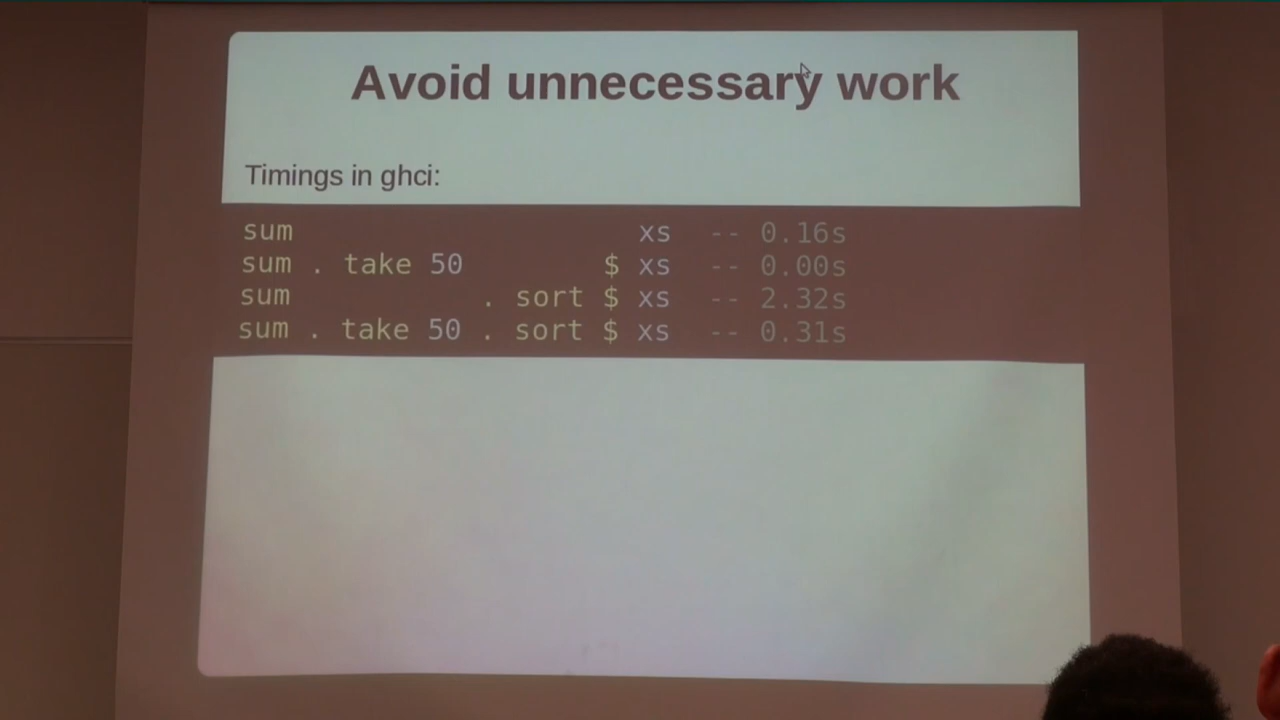 Avoid unnecessary work
Timings in ghci:
sum                    xs  -- 0.16s
sum . take 50        $ xs  -- 0.00s
sum           . sort $ xs  -- 2.32s
sum . take 50 . sort $ xs  -- 0.31s